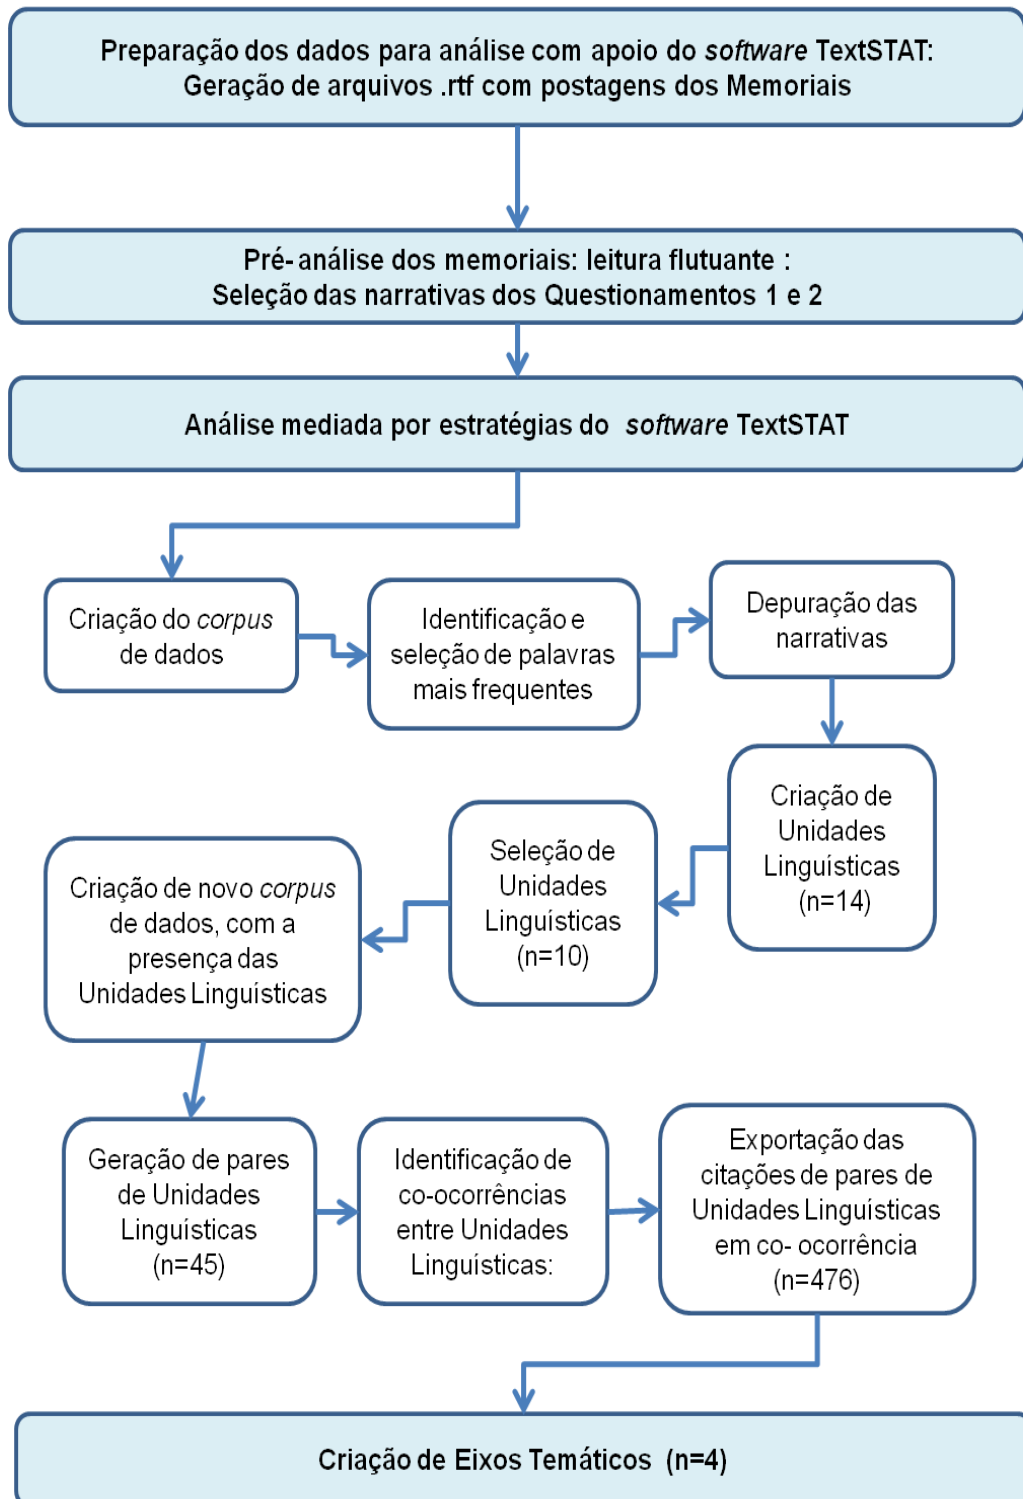 Preparação dos dados para análise com apoio do software TextSTAT:
Geração de arquivos .rtf com postagens dos Memoriais
Pré- análise dos memoriais: leitura flutuante :
Seleção das narrativas dos Questionamentos 1 e 2
Análise mediada por estratégias do software TextSTAT
Criação do corpus
de dados
Identificação e
seleção de palavras
mais frequentes
Depuração das
narrativas
Criação de
Unidades
Linguísticas
(n=14)
Seleção de
Unidades
Linguísticas
(n=10)
Criação de novo corpus
de dados, com a
presença das
Unidades Linguísticas
Geração de pares
de Unidades
Linguísticas
(n=45)
Identificação de
co-ocorrências
entre Unidades
Linguísticas:
Exportação das
citações de pares de
Unidades Linguísticas
em co- ocorrência
(n=476)
Criação de Eixos Temáticos (n=4)